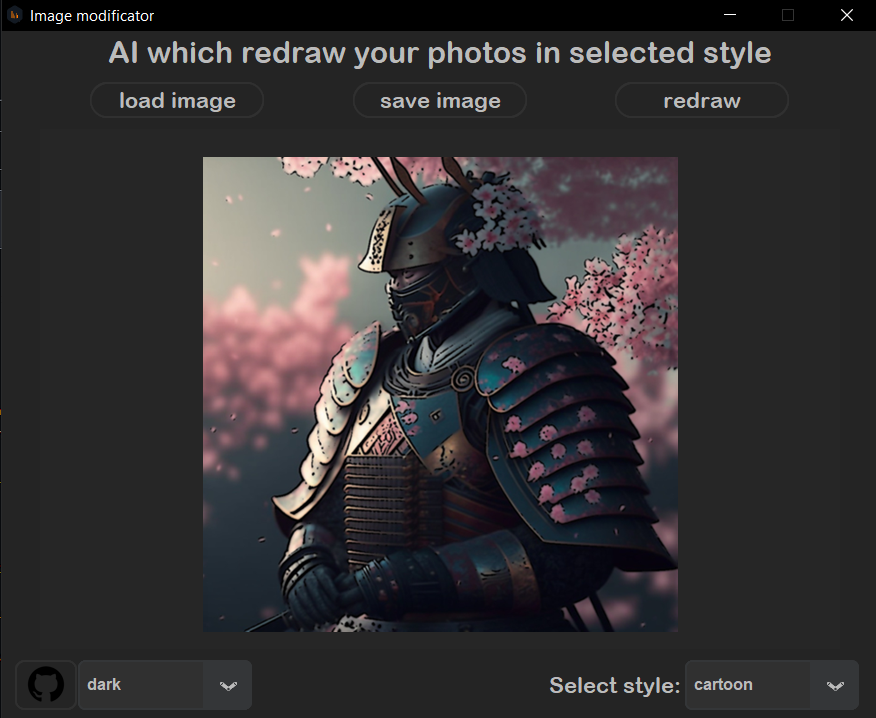 Image modificator
AI which redraw your photos in selected style
load image save image redraw
dark Select style: cartoon